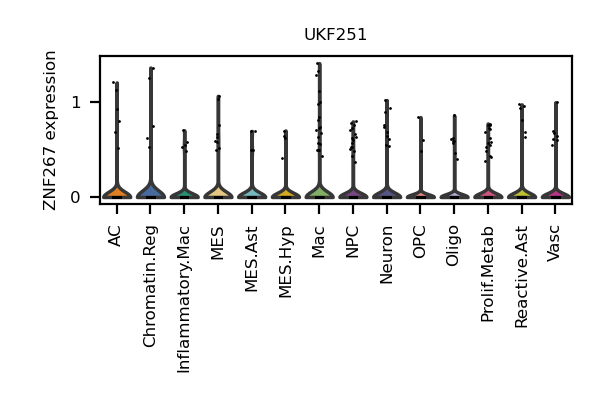 UKF251
ZNF267 expression
1
0
AC
Chromatin.Reg
Inflammatory.Mac
MES
MES.Ast
MES.Hyp
Mac
NPC
Neuron
OPC
Oligo
Prolif.Metab
Reactive.Ast
Vasc